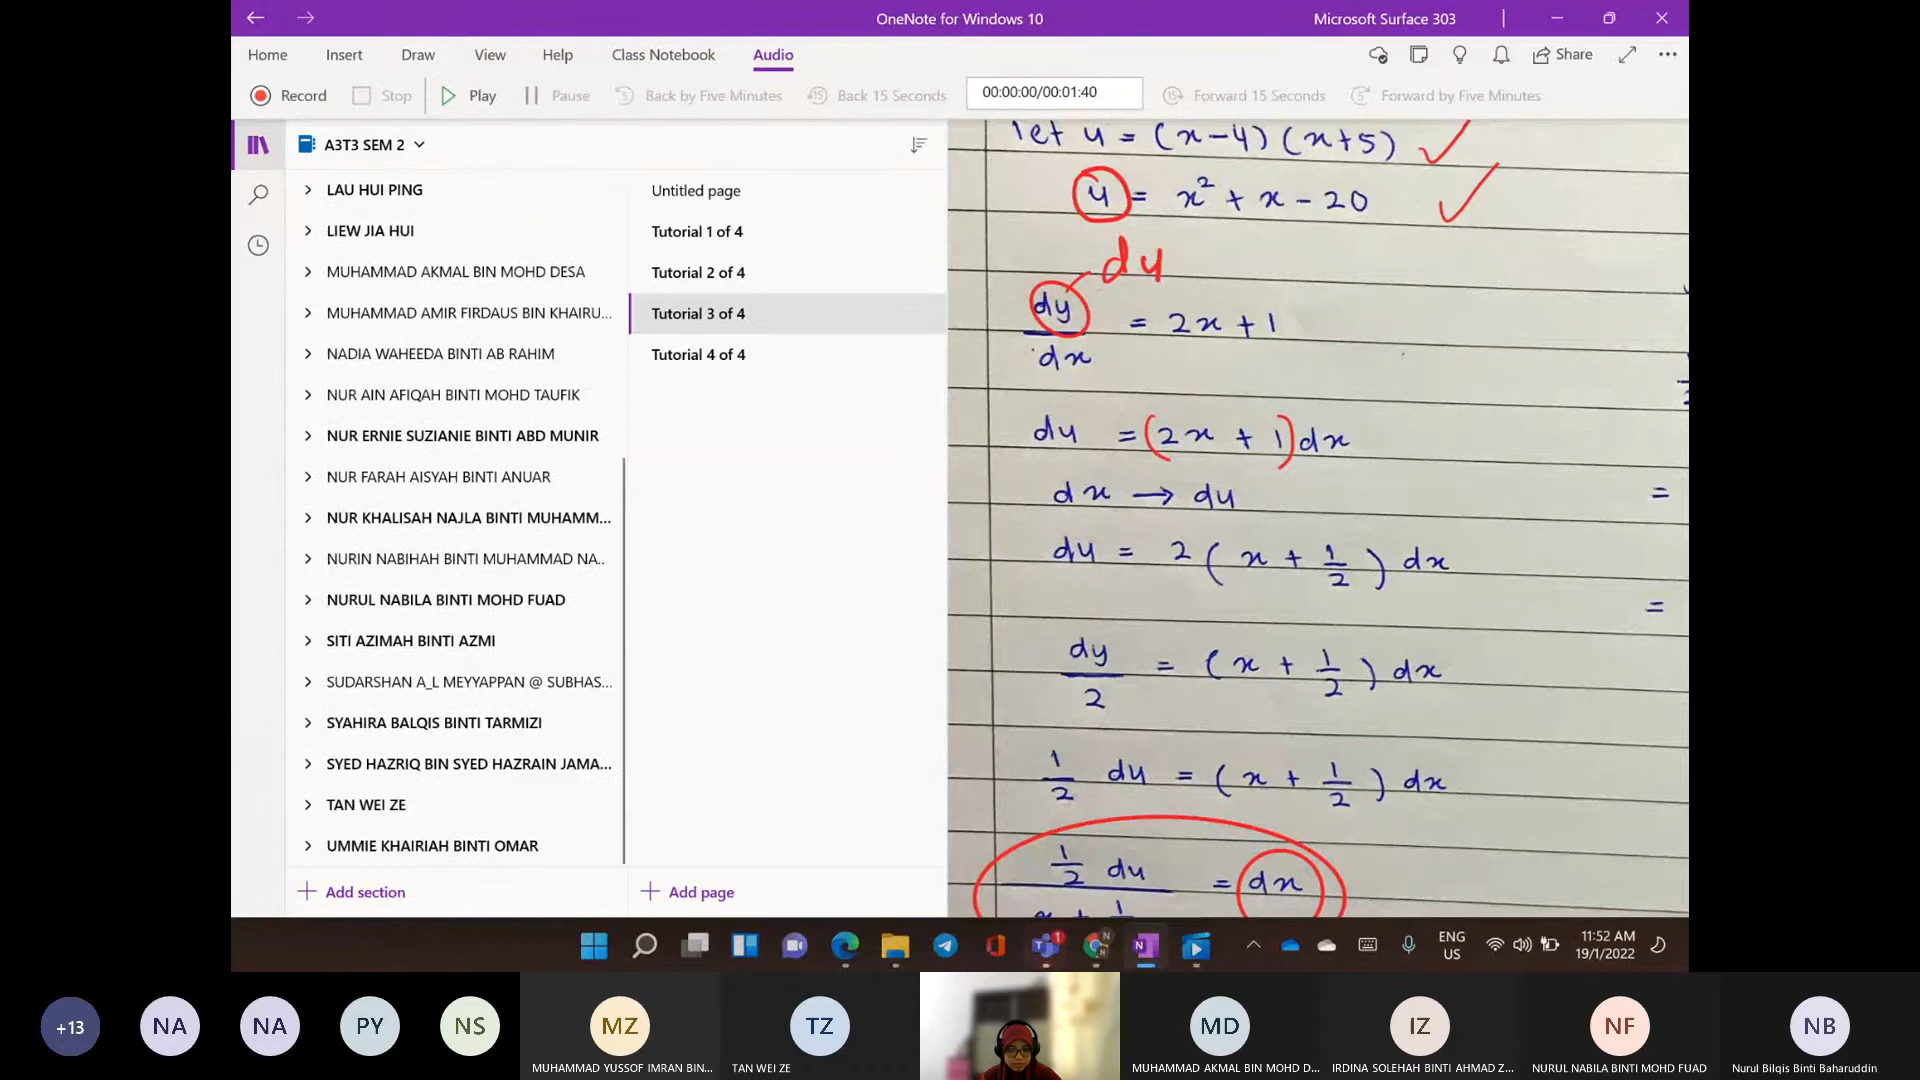 OneNote for Windows 10
Microsoft Surface 303
Home Insert Draw View Help Class Notebook Audio
Share
Record Stop Play Pause Back by Five Minutes Back 15 Seconds 00:00:00/00:01:40 Forward 15 Seconds Forward by Five Minutes
A3T3 SEM 2
LAU HUI PING
LIEW JIA HUI
MUHAMMAD AKMAL BIN MOHD DESA
MUHAMMAD AMIR FIRDAUS BIN KHAIRU...
NADIA WAHEEDA BINTI AB RAHIM
NUR AIN AFIQAH BINTI MOHD TAUFIK
NUR ERNIE SUZIANIE BINTI ABD MUNIR
NUR FARAH AISYAH BINTI ANUAR
NUR KHALISAH NAJLA BINTI MUHAMM...
NURIN NABIHAH BINTI MUHAMMAD NA...
NURUL NABILA BINTI MOHD FUAD
SITI AZIMAH BINTI AZMI
SUDARSHAN A_L MEYYAPPAN @ SUBHAS...
SYAHIRA BALQIS BINTI TARMIZI
SYED HAZRIQ BIN SYED HAZRAIN JAMA...
TAN WEI ZE
UMMIE KHAIRIAH BINTI OMAR
Add section
Untitled page
Tutorial 1 of 4
Tutorial 2 of 4
Tutorial 3 of 4
Tutorial 4 of 4
Add page
let u = (x-4)(x+5) ✓
u = x² + x - 20 ✓
du
dy/dx = 2x + 1
du = (2x + 1)dx
dx → du
du = 2(x + 1/2) dx
dy/2 = (x + 1/2) dx
1/2 du = (x + 1/2) dx
1/2 du = dx
=
=
1
N
N
N
ENG
US
11:52 AM
19/1/2022
+13
NA
NA
PY
NS
MZ
MUHAMMAD YUSSOF IMRAN BIN...
TZ
TAN WEI ZE
MD
MUHAMMAD AKMAL BIN MOHD D...
IZ
IRDINA SOLEHAH BINTI AHMAD Z...
NF
NURUL NABILA BINTI MOHD FUAD
NB
Nurul Bilqis Binti Baharuddin